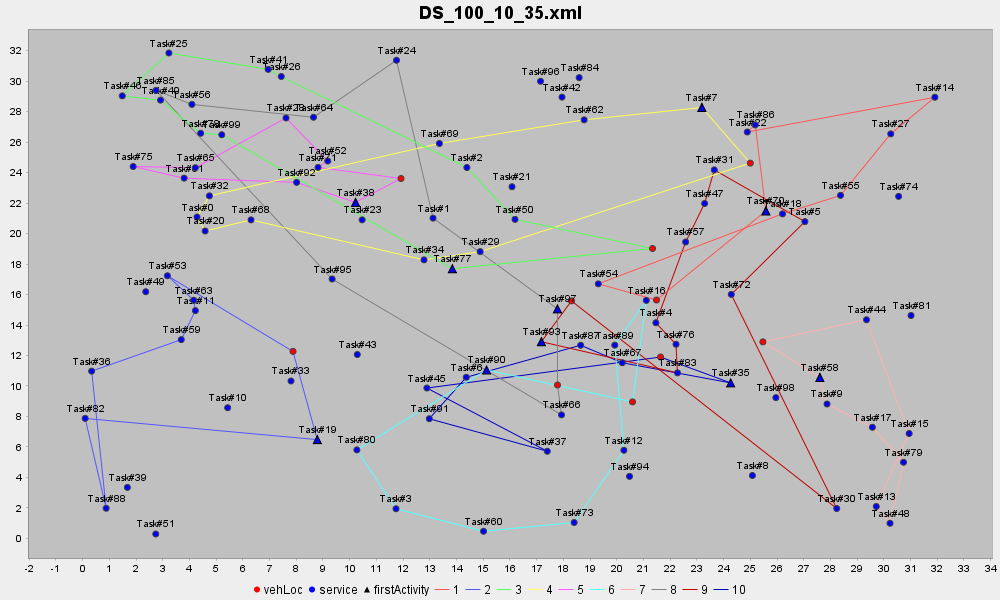 DS_100_10_35.xml
32
30
28
26
24
22
20
18
16
14
12
10
8
6
4
2
0
Task#25
Task#24
Task#41
Task#26
Task#96
Task#84
Task#85
Task#46
Task#49
Task#56
Task#42
Task#14
Task#7
Task#28
Task#64
Task#62
Task#86
Task#22
Task#27
Task#99
Task#69
Task#52
Task#75
Task#65
Task#2
Task#31
Task#61
Task#92
Task#21
Task#32
Task#38
Task#47
Task#55
Task#74
Task#0
Task#68
Task#23
Task#1
Task#50
Task#70
Task#18
Task#5
Task#20
Task#57
Task#34
Task#29
Task#77
Task#53
Task#95
Task#54
Task#49
Task#63
Task#16
Task#72
Task#11
Task#97
Task#4
Task#44
Task#81
Task#59
Task#43
Task#93
Task#87
Task#89
Task#76
Task#36
Task#33
Task#6
Task#90
Task#67
Task#83
Task#35
Task#58
Task#45
Task#98
Task#10
Task#82
Task#91
Task#66
Task#9
Task#19
Task#17
Task#15
Task#80
Task#37
Task#12
Task#79
Task#39
Task#94
Task#8
Task#88
Task#3
Task#30
Task#13
Task#51
Task#60
Task#73
Task#48
-2 -1 0 1 2 3 4 5 6 7 8 9 10 11 12 13 14 15 16 17 18 19 20 21 22 23 24 25 26 27 28 29 30 31 32 33 34
vehLoc service firstActivity 1 2 3 4 5 6 7 8 9 10